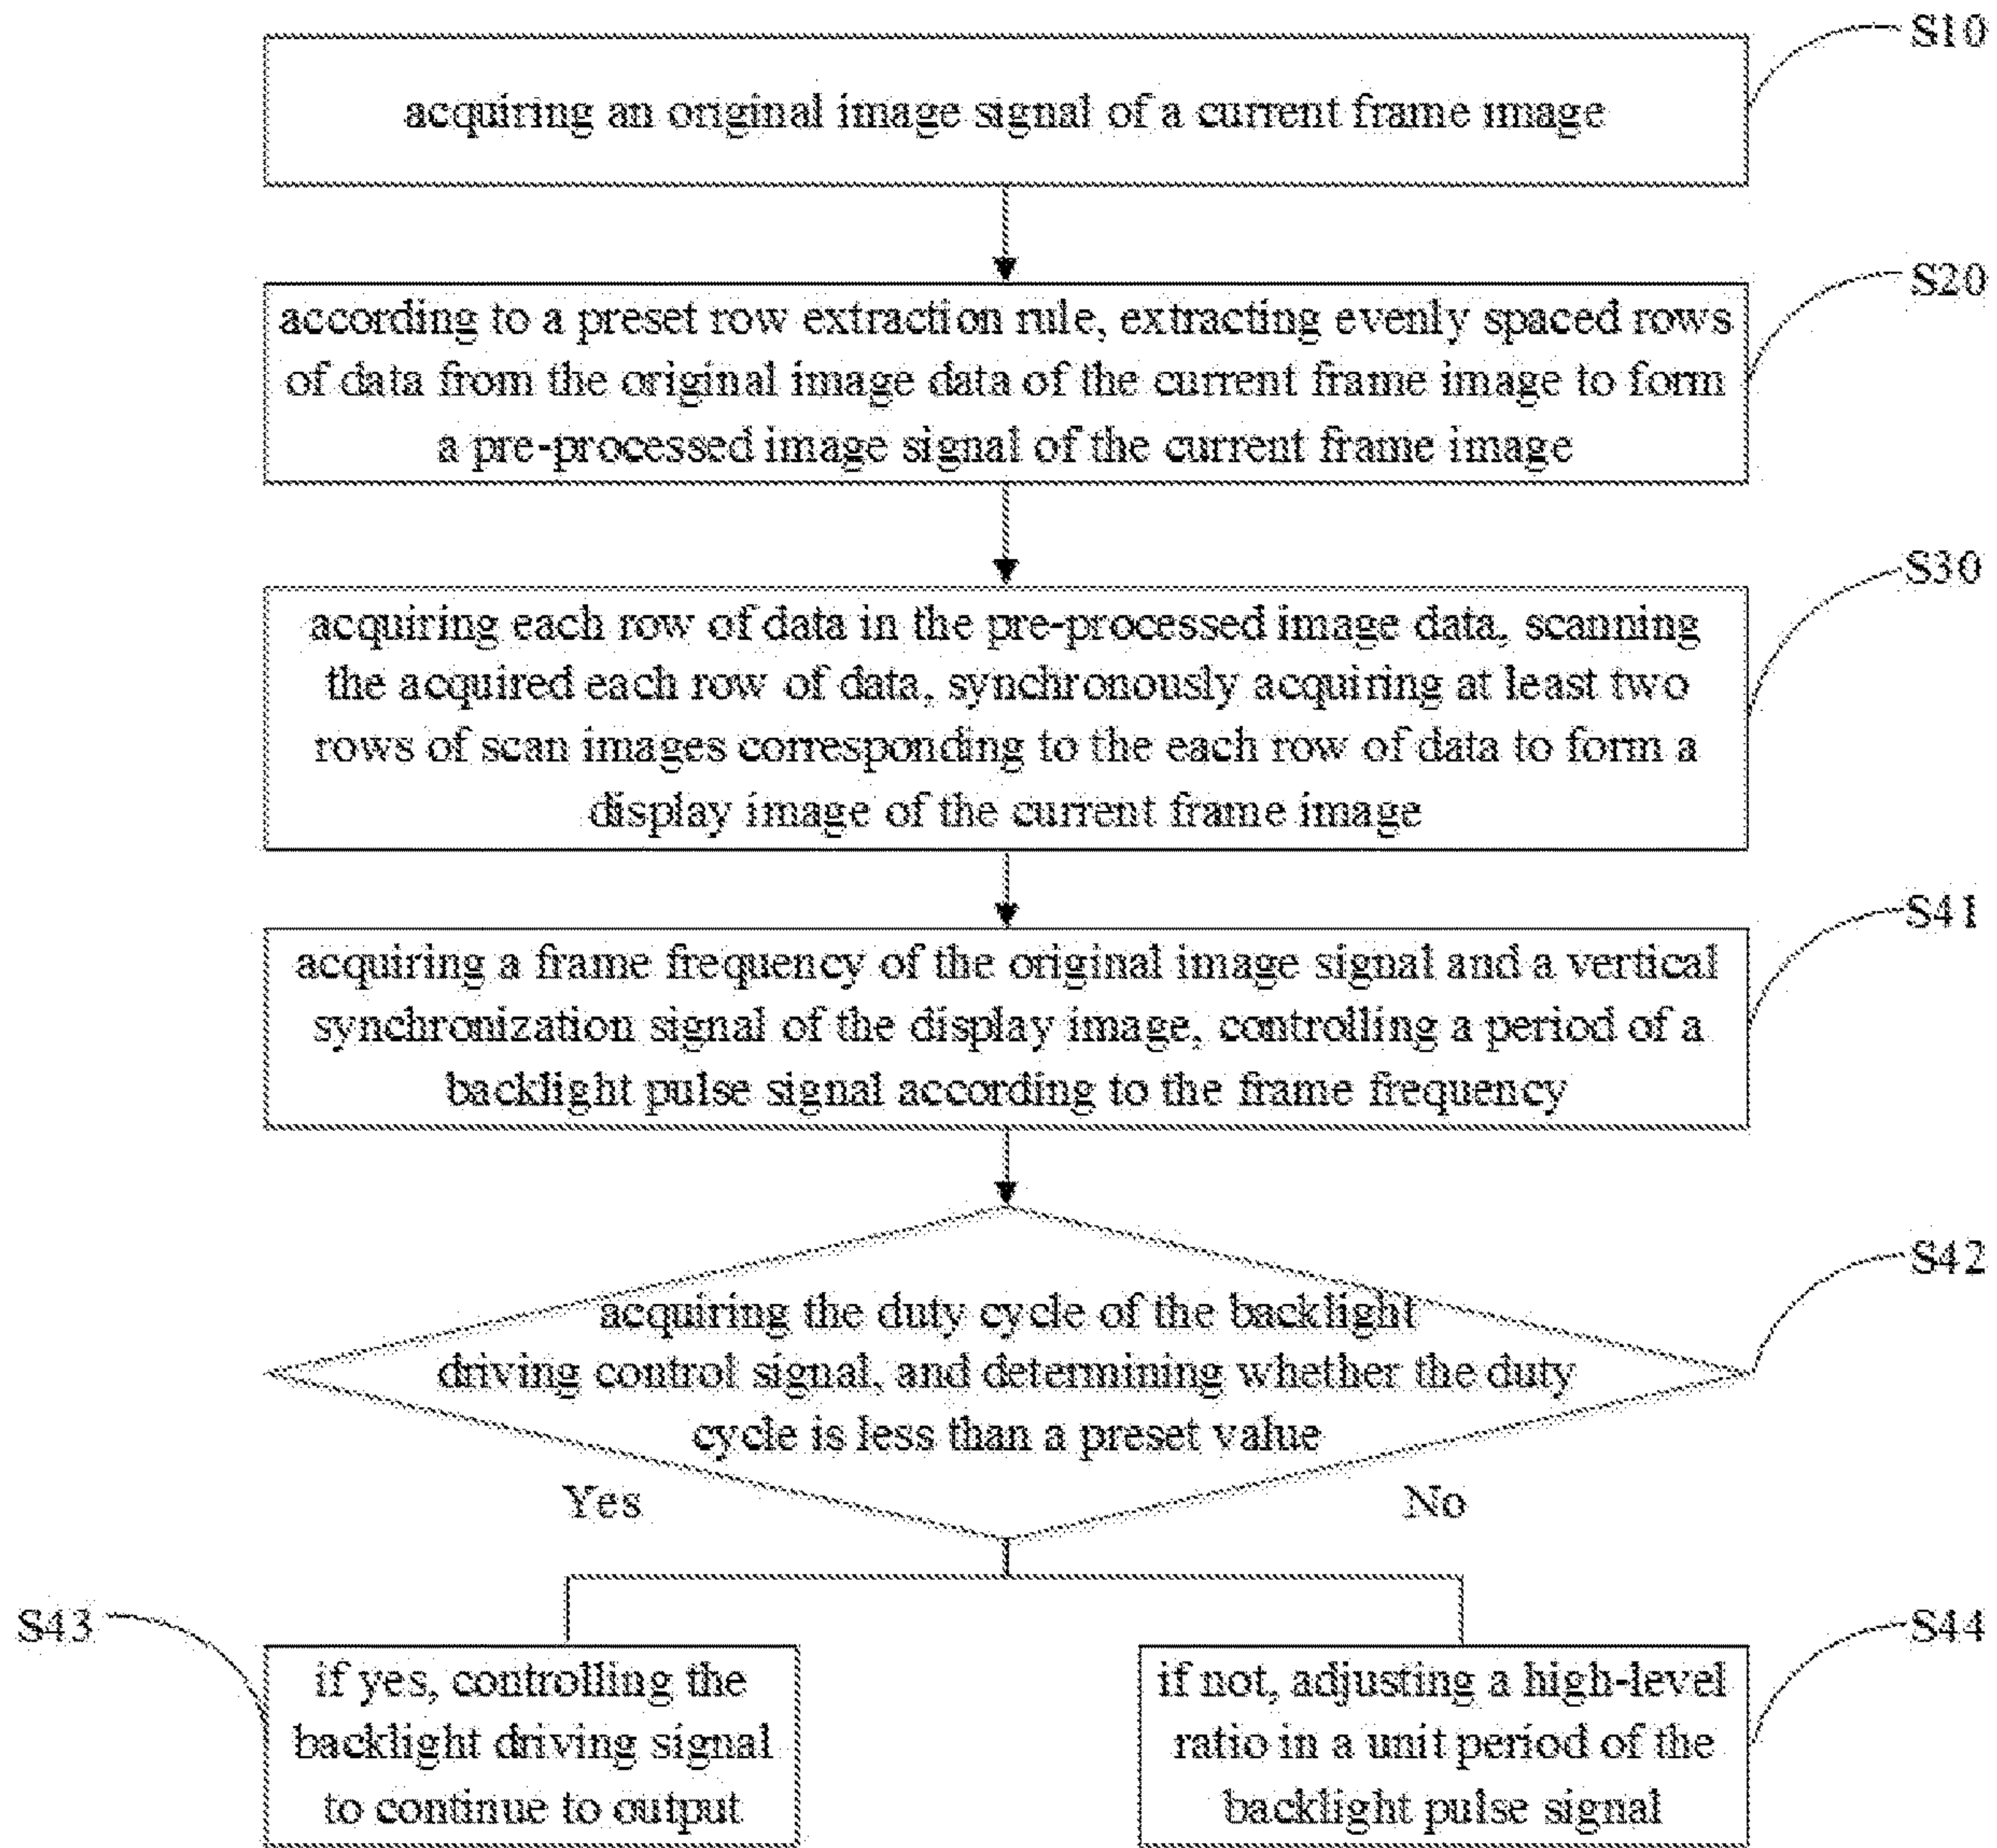 S10
acquiring an original image signal of a current frame image
S20
according to a preset row extraction rule, extracting evenly spaced rows
of data from the original image data of the current frame image to form
a pre-processed image signal of the current frame image
S30
acquiring each row of data in the pre-processed image data, scanning
the acquired each row of data, synchronously acquiring at least two
rows of scan images corresponding to the each row of data to form a
display image of the current frame image
S41
acquiring a frame frequency of the original image signal and a vertical
synchronization signal of the display image, controlling a period of a
backlight pulse signal according to the frame frequency
S42
acquiring the duty cycle of the backlight
driving control signal, and determining whether the duty
cycle is less than a preset value
Yes
No
S43
if yes, controlling the
backlight driving signal
to continue to output
S44
if not, adjusting a high-level
ratio in a unit period of the
backlight pulse signal